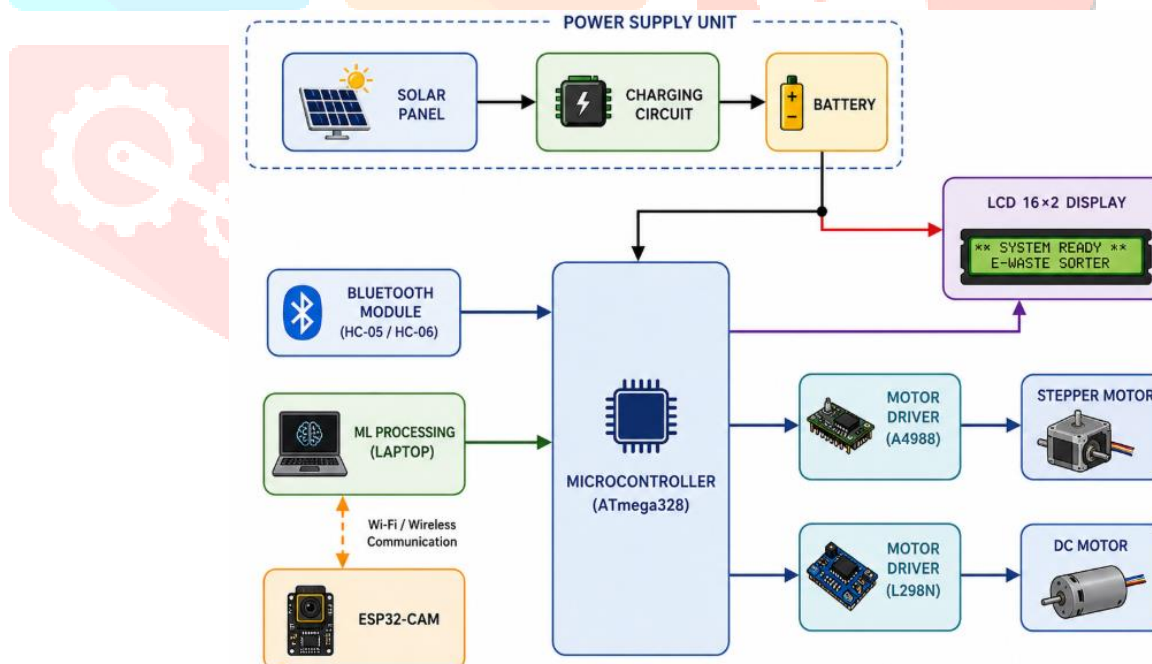 POWER SUPPLY UNIT
SOLAR
PANEL
CHARGING
CIRCUIT
BATTERY
LCD 16×2 DISPLAY
** SYSTEM READY **
E-WASTE SORTER
BLUETOOTH
MODULE
(HC-05 / HC-06)
ML PROCESSING
(LAPTOP)
Wi-Fi / Wireless
Communication
ESP32-CAM
MICROCONTROLLER
(ATmega328)
MOTOR
DRIVER
(A4988)
STEPPER MOTOR
MOTOR
DRIVER
(L298N)
DC MOTOR